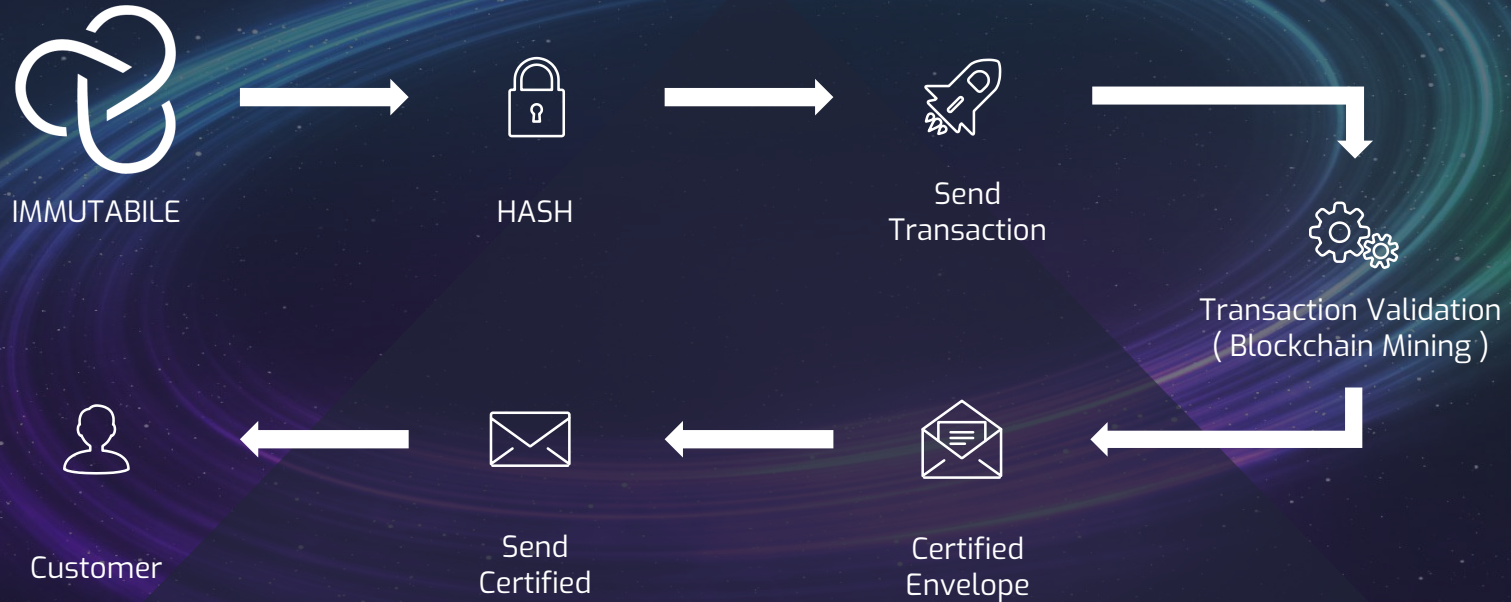 IMMUTABILE
HASH
Send
Transaction
Transaction Validation
( Blockchain Mining )
Customer
Send
Certified
Certified
Envelope